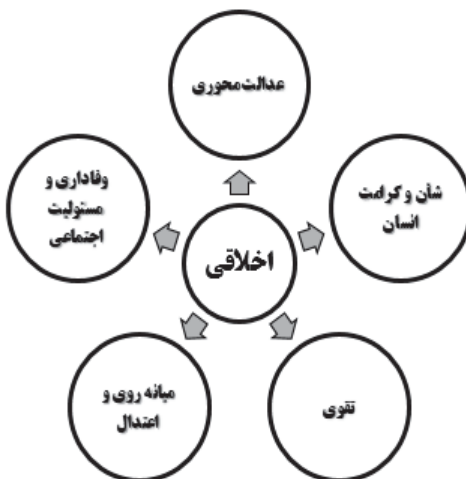 عدالت‌محوری
شأن و کرامت
انسان
وفاداری و
مسئولیت
اجتماعی
اخلاقی
تقوی
میانه روی و
اعتدال